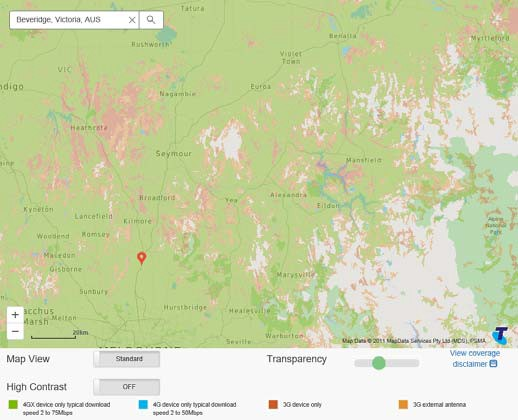 Beveridge, Victoria, AUS
Tatura
Benalla
Myrtleford
Rushworth
Violet
Town
VIC
ndigo
Euroa
Nagambie
Heathcote
Seymour
Mansfield
Broadford
Yea
Alexandra
Eildon
Kyneton
Lancefield
Kilmore
Alpine
National
Park
Woodend
Romsey
Macedon
Gisborne
Marysville
Sunbury
Hurstbridge
Healesville
acchus
Marsh
20km
Seville
Warburton
MELBOURNE
Map Data © 2011 MapData Services Pty Ltd (MDS), PSMA
+
−
Map View
Standard
Transparency
View coverage
disclaimer
High Contrast
OFF
4GX device only typical download
speed 2 to 75Mbps
4G device only typical download
speed 2 to 50Mbps
3G device only
3G external antenna